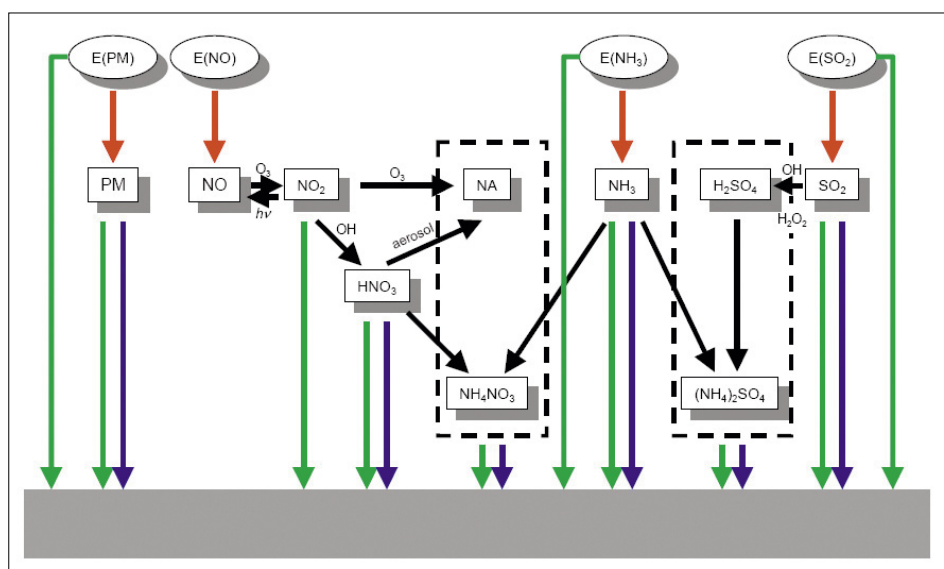 E(PM)
E(NO)
E(NH₃)
E(SO₂)
PM
NO
O₃
hν
NO₂
O₃
NA
NH₃
H₂SO₄
OH
H₂O₂
SO₂
OH
aerosol
HNO₃
NH₄NO₃
(NH₄)₂SO₄